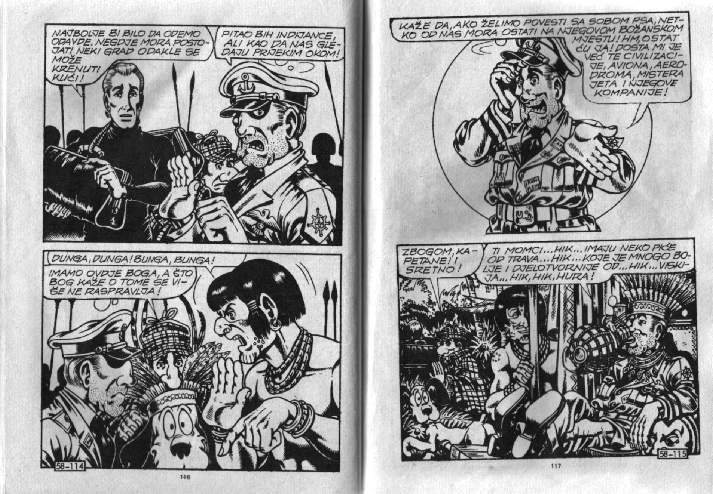 NAJBOLJE BI BILO DA ODEMO
ODAVDE. NEGDJE MORA POSTO-
JATI NEKI GRAD ODAKLE SE
MOŽE
KRENUTI
KUĆI!
PITAO BIH INDIJANCE,
ALI KAO DA NAS GLE-
DAJU PRIJEKIM OKOM!
DUNGA, DUNGA! BUNGA, BUNGA!
IMAMO OVDJE BOGA, A ŠTO
BOG KAŽE O TOME SE VI-
ŠE NE RASPRAVLJA!
58-114
116
KAŽE DA, AKO ŽELIMO POVESTI SA SOBOM PSA, NET-
KO OD NAS MORA OSTATI NA NJEGOVOM BOŽANSKOM
MJESTU! HM, OSTAT
ĆU JA! DOSTA MI JE
VEĆ TE CIVILIZACI-
JE, AVIONA, AERO-
DROMA, MISTERA
JETA I NJEGOVE
KOMPANIJE!
ZBOGOM, KA-
PETANE! I
SRETNO!
TI MOMCI...HIK...IMAJU NEKO PIĆE
OD TRAVA...HIK...KOJE JE MNOGO BO-
LJE I DJELOTVORNIJE OD...HIK...VISKI-
JA...HIK, HIK, HURA!
58-115
117